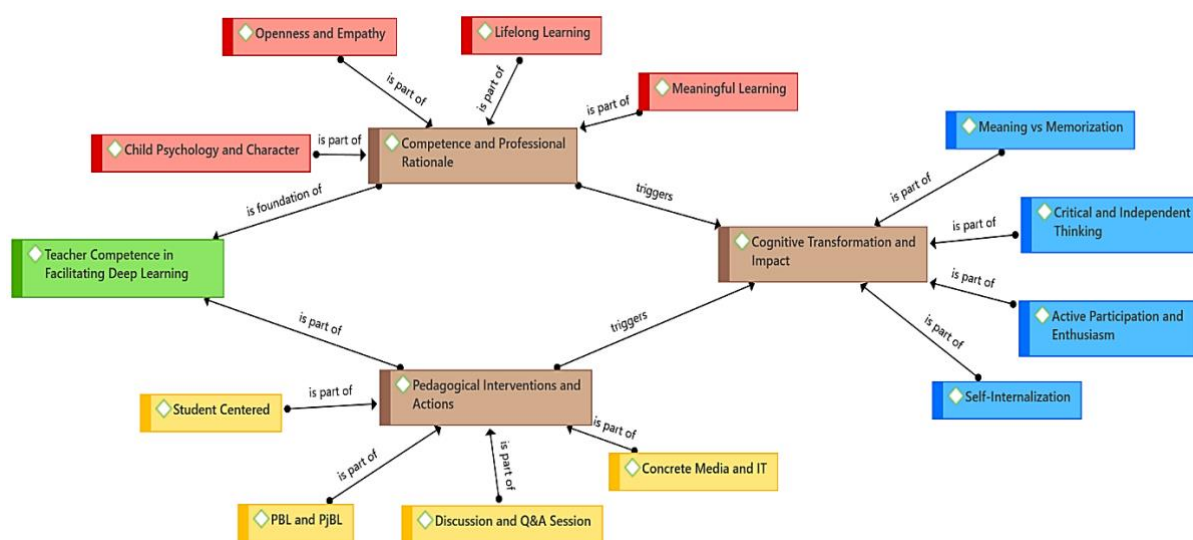 Openness and Empathy
Lifelong Learning
Meaningful Learning
is part of
is part of
is part of
Child Psychology and Character
is part of
Competence and Professional
Rationale
Meaning vs Memorization
is part of
is foundation of
triggers
Critical and Independent
Thinking
is part of
Teacher Competence in
Facilitating Deep Learning
Cognitive Transformation and
Impact
is part of
Active Participation and
Enthusiasm
is part of
triggers
is part of
Pedagogical Interventions and
Actions
Self-Internalization
is part of
Student Centered
is part of
Concrete Media and IT
is part of
is part of
PBL and PjBL
Discussion and Q&A Session